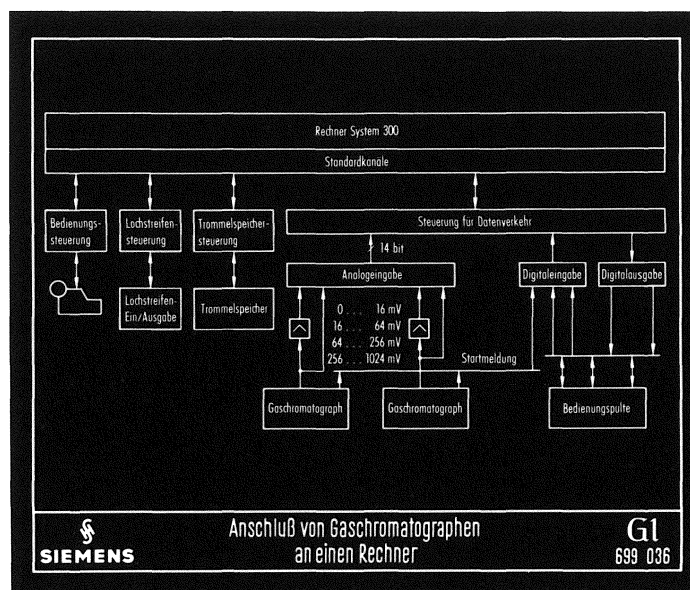 Rechner System 300
Standardkanäle
Bedienungs-
steuerung
Lochstreifen-
steuerung
Trommelspeicher-
steuerung
Steuerung für Datenverkehr
14 bit
Analogeingabe
Digitaleingabe
Digitalausgabe
Lochstreifen-
Ein/Ausgabe
Trommelspeicher
0 . . . 16 mV
16 . . . 64 mV
64 . . . 256 mV
256 . . . 1024 mV
Startmeldung
Gaschromatograph
Gaschromatograph
Bedienungspulte
SIEMENS
Anschluß von Gaschromatographen
an einen Rechner
G1
699 036